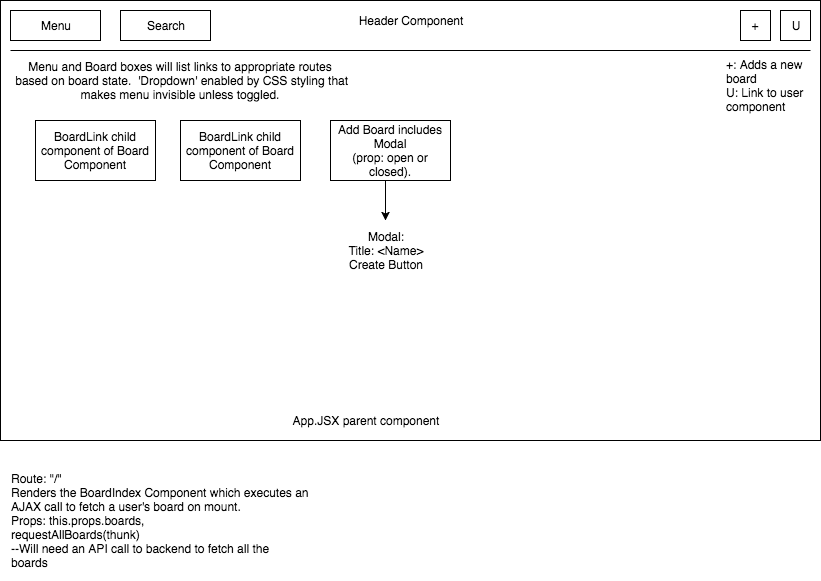 Menu
Search
Header Component
+
U
Menu and Board boxes will list links to appropriate routes
based on board state.  'Dropdown' enabled by CSS styling that
makes menu invisible unless toggled.
+: Adds a new
board
U: Link to user
component
BoardLink child
component of Board
Component
BoardLink child
component of Board
Component
Add Board includes
Modal
(prop: open or
closed).
Modal:
Title: <Name>
Create Button
App.JSX parent component
Route: "/"
Renders the BoardIndex Component which executes an
AJAX call to fetch a user's board on mount.
Props: this.props.boards,
requestAllBoards(thunk)
--Will need an API call to backend to fetch all the
boards